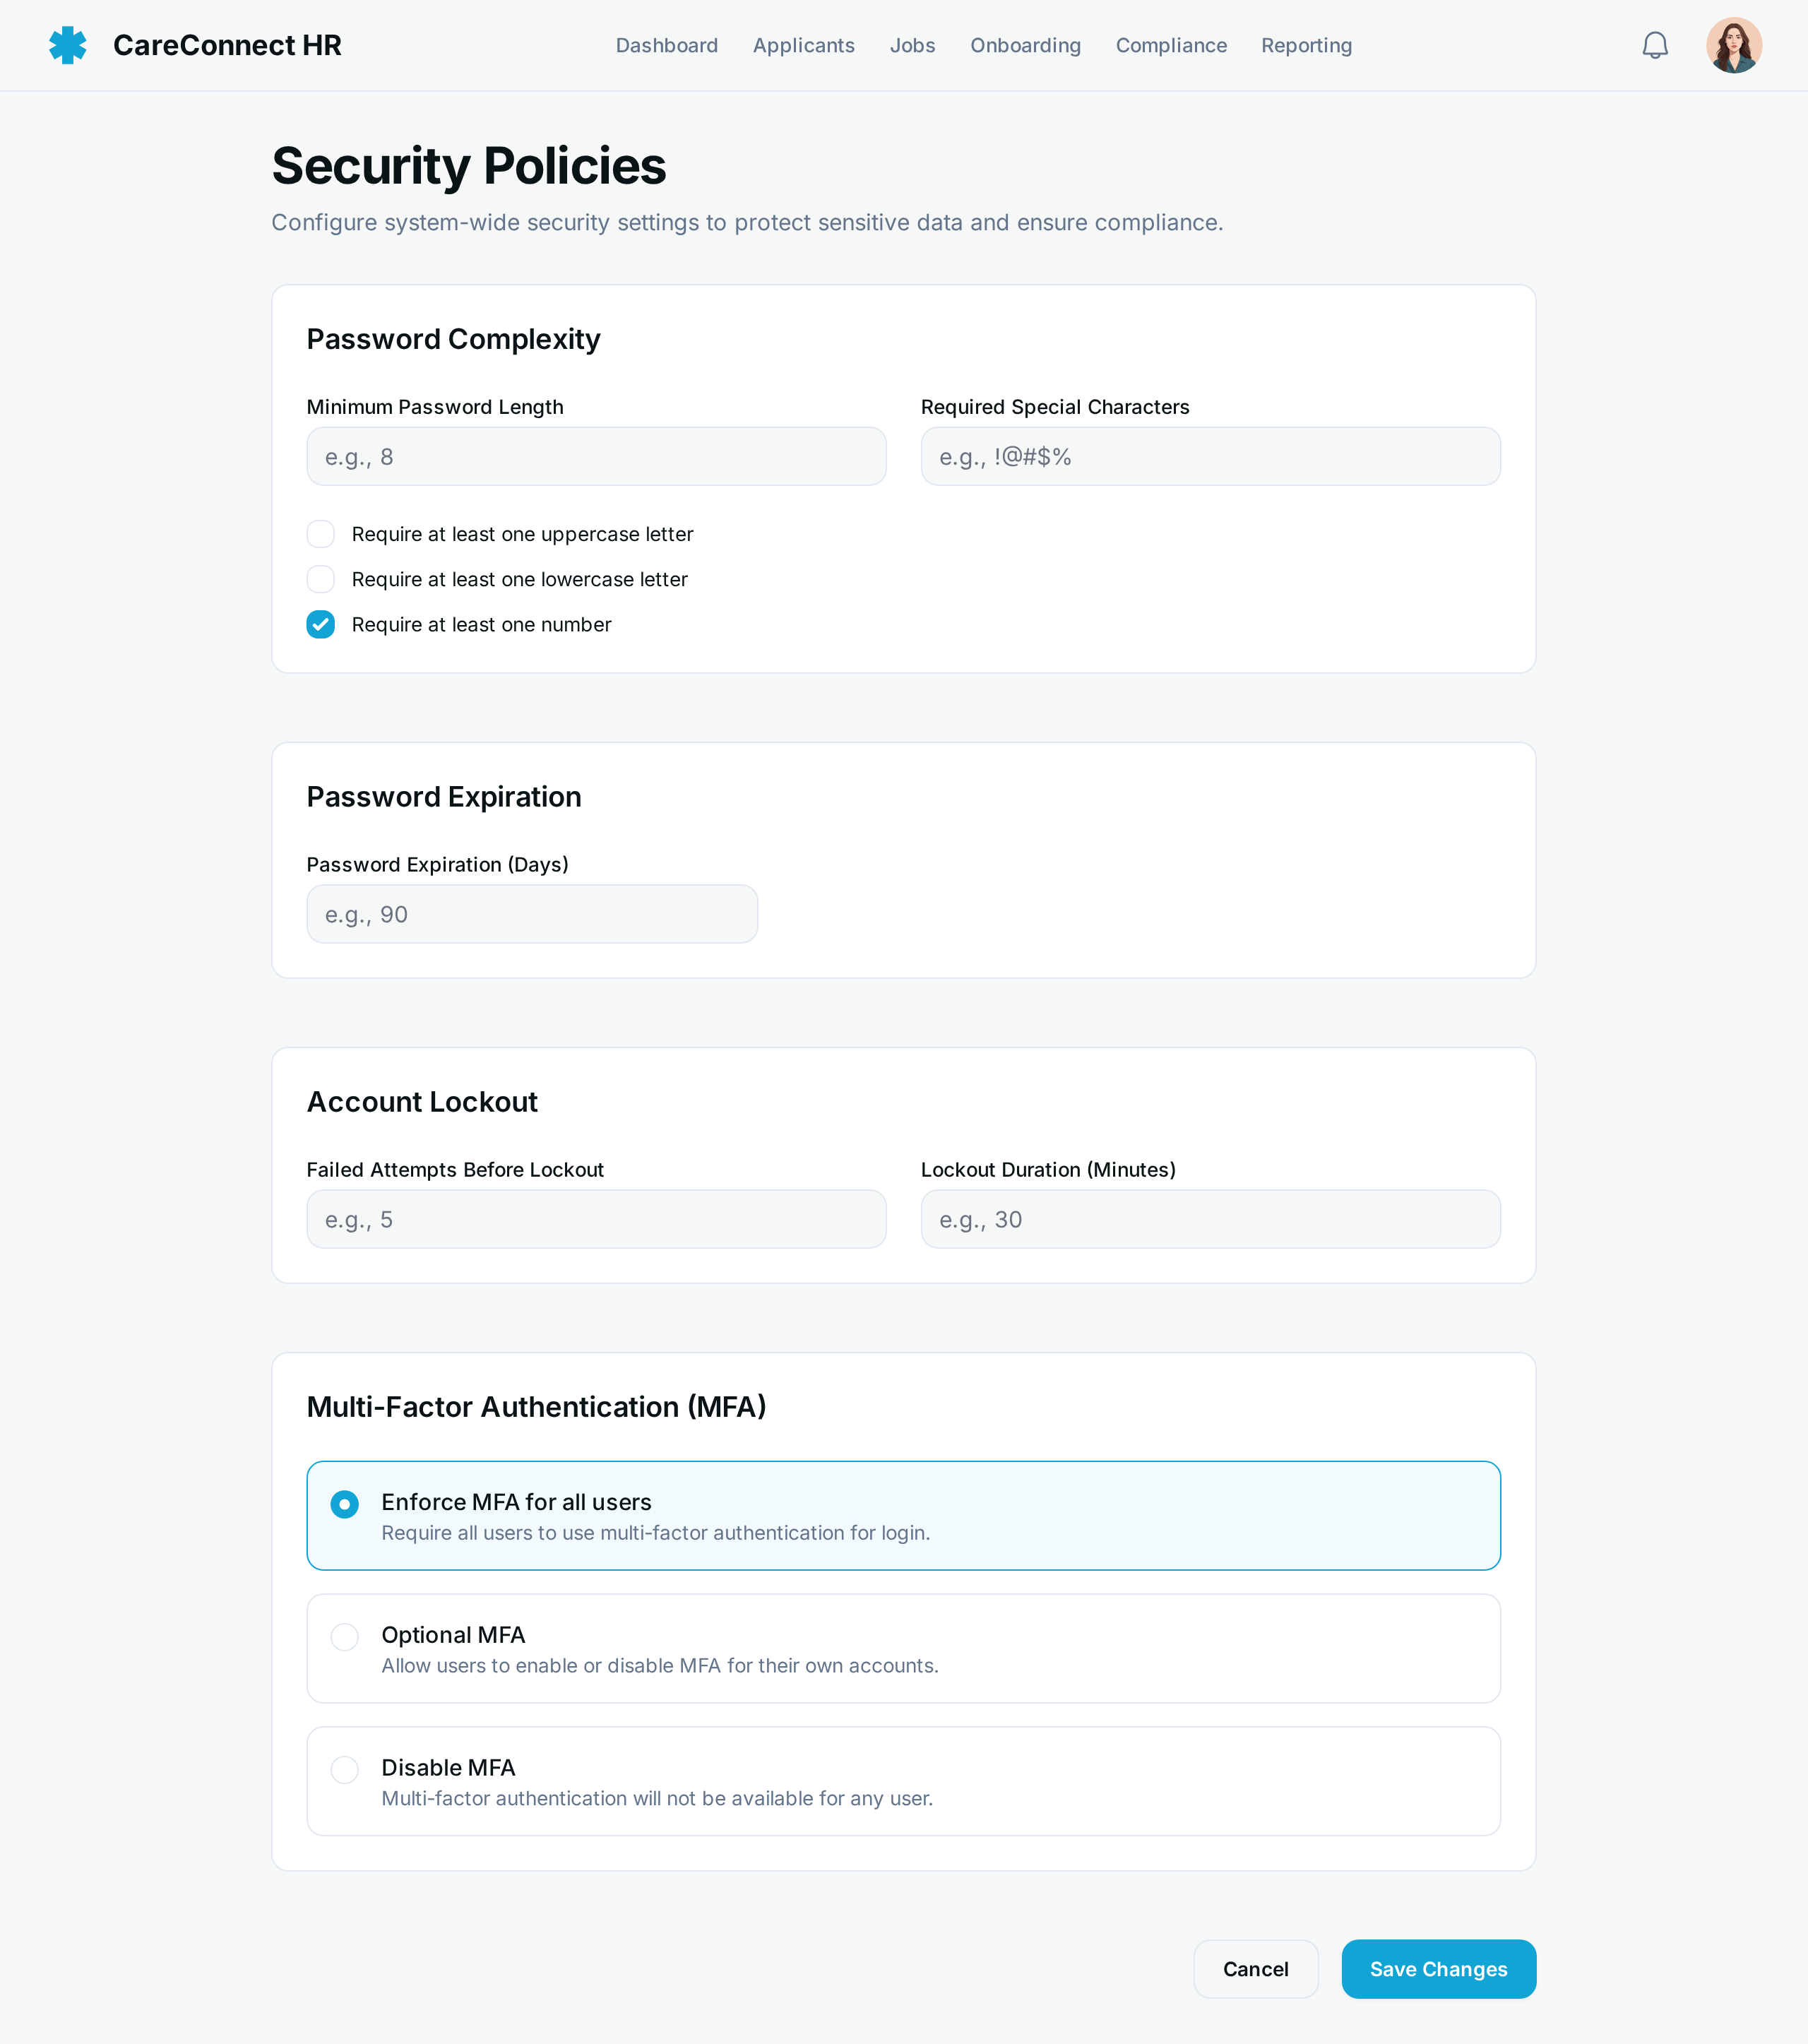 CareConnect HR
Dashboard Applicants Jobs Onboarding Compliance Reporting
Security Policies
Configure system-wide security settings to protect sensitive data and ensure compliance.
Password Complexity
Minimum Password Length
e.g., 8
Required Special Characters
e.g., !@#$%
Require at least one uppercase letter
Require at least one lowercase letter
Require at least one number
Password Expiration
Password Expiration (Days)
e.g., 90
Account Lockout
Failed Attempts Before Lockout
e.g., 5
Lockout Duration (Minutes)
e.g., 30
Multi-Factor Authentication (MFA)
Enforce MFA for all users
Require all users to use multi-factor authentication for login.
Optional MFA
Allow users to enable or disable MFA for their own accounts.
Disable MFA
Multi-factor authentication will not be available for any user.
Cancel
Save Changes